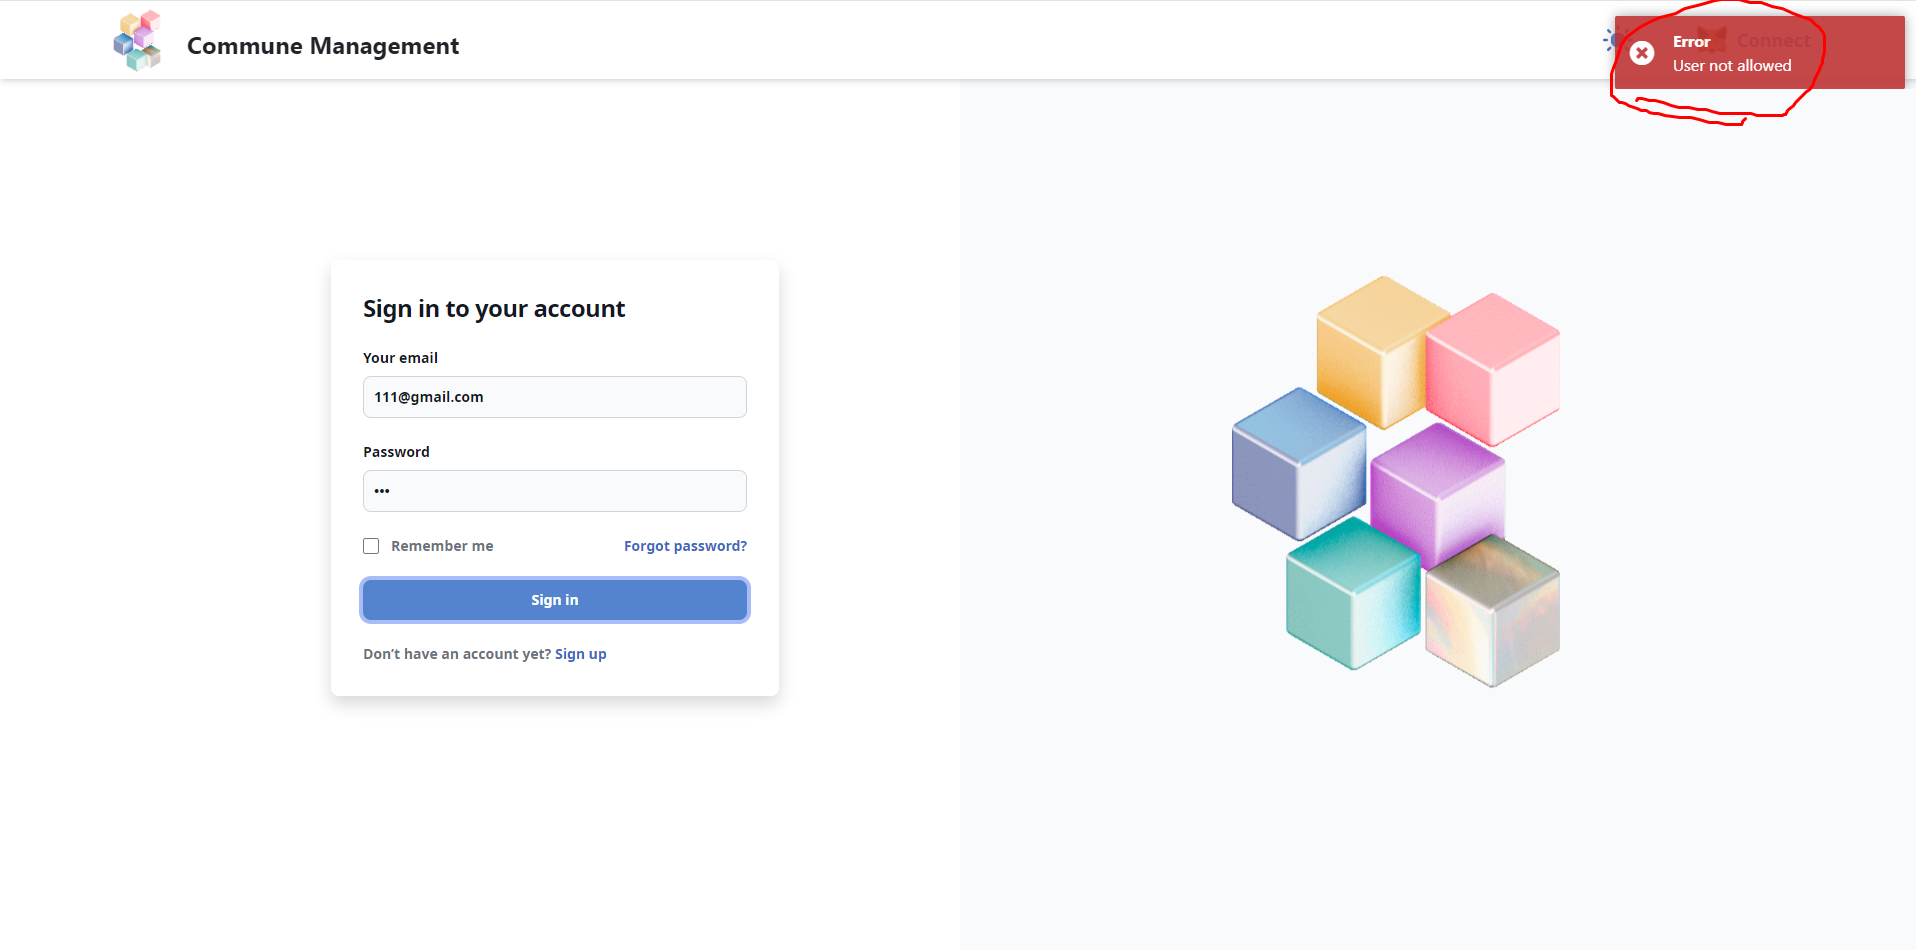 Commune Management
Connect
Error
User not allowed
Sign in to your account
Your email
111@gmail.com
Password
•••
Remember me
Forgot password?
Sign in
Don’t have an account yet? Sign up